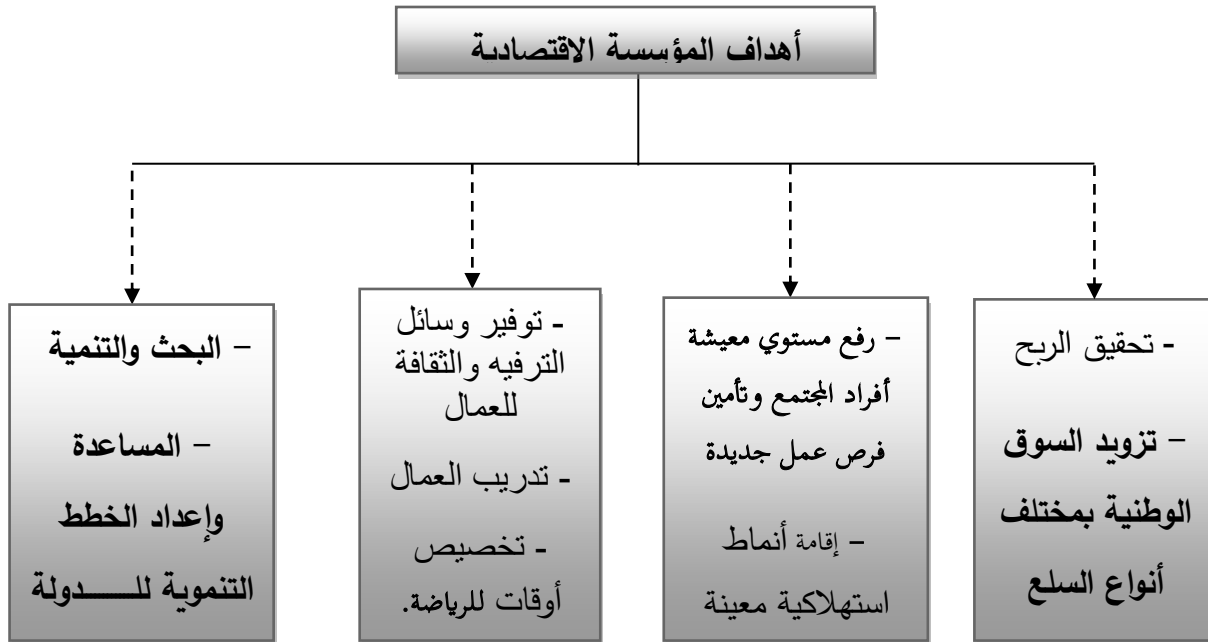 أهداف المؤسسة الاقتصادية
- تحقيق الربح
– تزويد السوق
الوطنية بمختلف
أنواع السلع
– رفع مستوي معيشة
أفراد المجتمع وتأمين
فرص عمل جديدة
– إقامة أنماط
استهلاكية معينة
- توفير وسائل
الترفيه والثقافة
للعمال
- تدريب العمال
- تخصيص
أوقات للرياضة.
– البحث والتنمية
– المساعدة
وإعداد الخطط
التنموية للـــــدولة